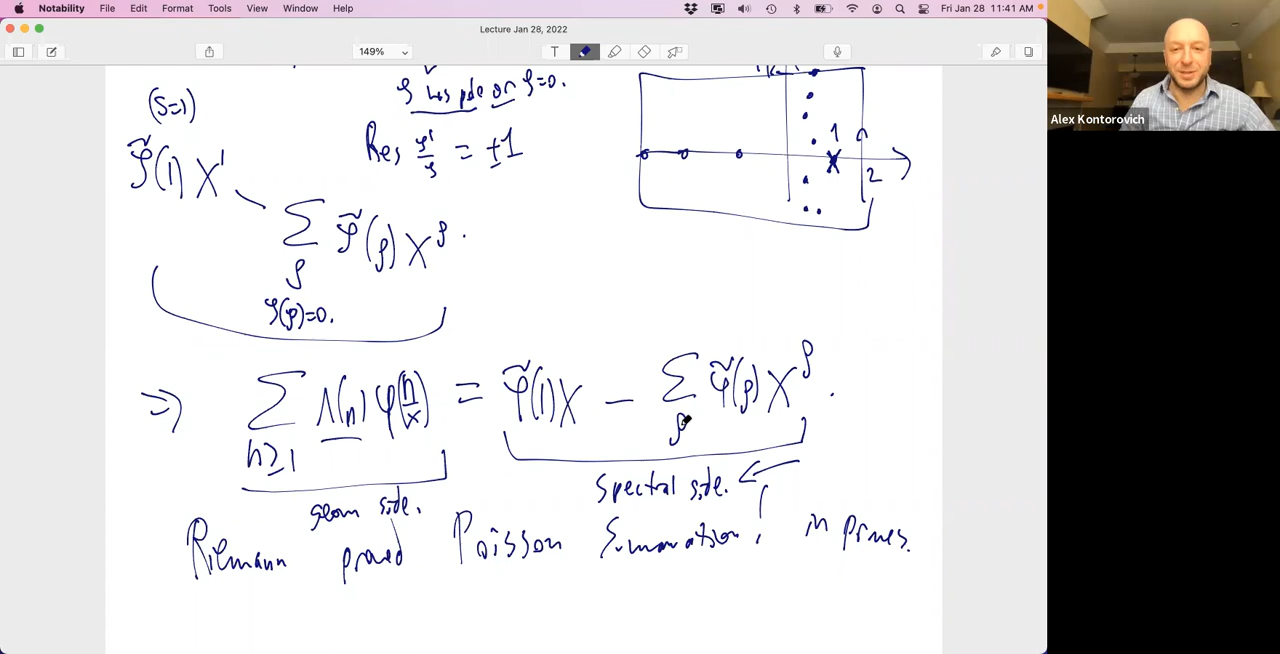 Notability File Edit Format Tools View Window Help Fri Jan 28 11:41 AM
Lecture Jan 28, 2022
149%
T
ζ has pole or ζ=0.
(s=1)
Res ζ'/ζ = ±1
φ̃(1) X¹
1
2
− ∑ φ̃(ρ) X^ρ.
ρ
ζ(ρ)=0.
⇒ ∑ Λ(n) φ(n/x) = φ̃(1)X − ∑ φ̃(ρ) X^ρ.
n≥1 ρ
geom side. Spectral side.
Riemann proved Poisson Summation! in primes.
Alex Kontorovich